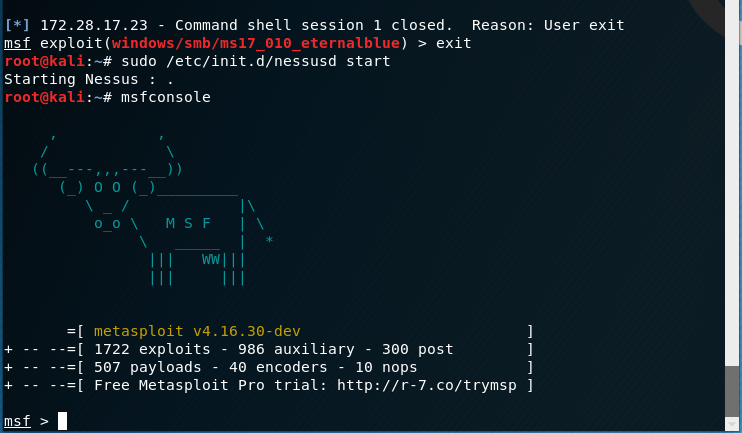 [*] 172.28.17.23 - Command shell session 1 closed.  Reason: User exit
msf exploit(windows/smb/ms17_010_eternalblue) > exit
root@kali:~# sudo /etc/init.d/nessusd start
Starting Nessus : .
root@kali:~# msfconsole
     ,           ,
    /             \
   ((__---,,,---__))
      (_) O O (_)_________
         \ _ /            |\
          o_o \   M S F   | \
               \   _____  |  *
                |||   WW|||
                |||     |||
       =[ metasploit v4.16.30-dev                         ]
+ -- --=[ 1722 exploits - 986 auxiliary - 300 post        ]
+ -- --=[ 507 payloads - 40 encoders - 10 nops            ]
+ -- --=[ Free Metasploit Pro trial: http://r-7.co/trymsp ]
msf >